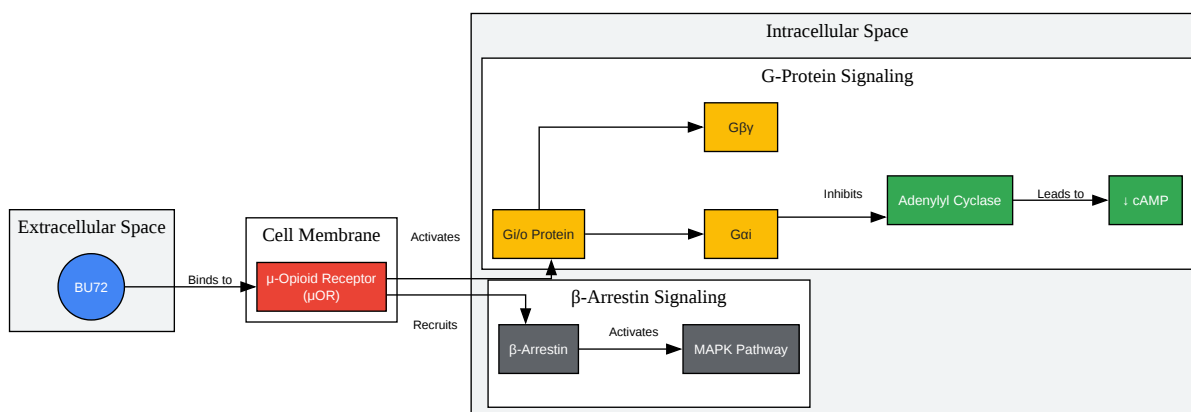 Intracellular Space
G-Protein Signaling
Gβγ
Inhibits
Adenylyl Cyclase
Leads to
↓ cAMP
Extracellular Space
Cell Membrane
Activates
Gi/o Protein
Gαi
BU72
Binds to
μ-Opioid Receptor
(μOR)
β-Arrestin Signaling
Recruits
β-Arrestin
Activates
MAPK Pathway